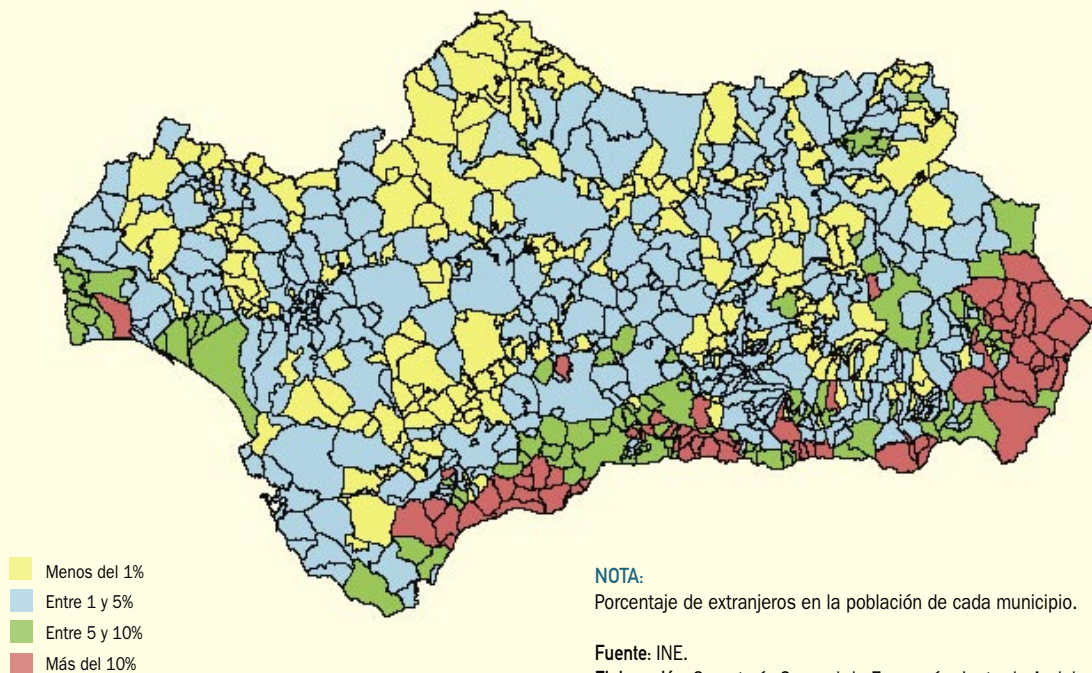 Menos del 1%
Entre 1 y 5%
Entre 5 y 10%
Más del 10%
NOTA:
Porcentaje de extranjeros en la población de cada municipio.
Fuente: INE.